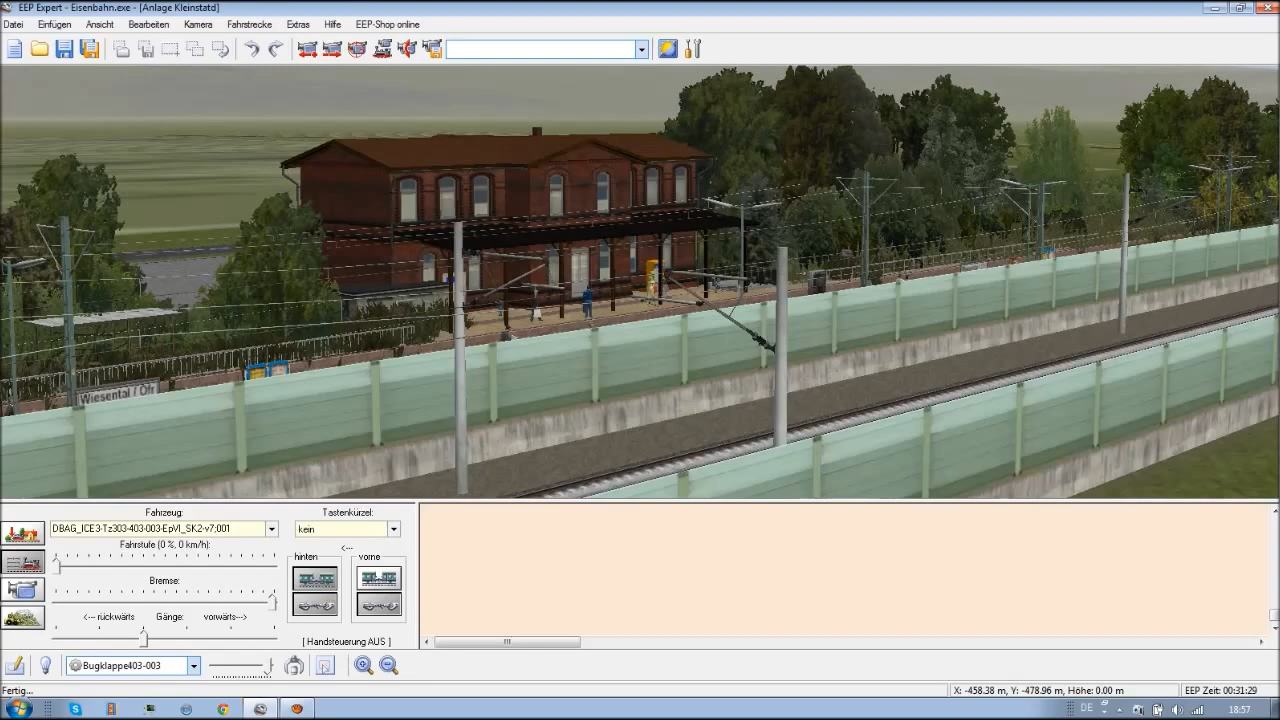 EEP Expert - Eisenbahn.exe - [Anlage Kleinstatd]
Datei Einfügen Ansicht Bearbeiten Kamera Fahrstrecke Extras Hilfe EEP-Shop online
Wiesental / Ofr
Fahrzeug:
Tastenkürzel:
DBAG_ICE3-Tz303-403-003-EpVI_SK2-v7;001
kein
Fahrstufe (0 %, 0 km/h):
<---
hinten
vorne
Bremse:
<--- rückwärts Gänge: vorwärts--->
[ Handsteuerung AUS ]
Bugklappe403-003
Fertig...
X: -458.38 m, Y: -478.96 m, Höhe: 0.00 m
EEP Zeit: 00:31:29
DE
18:57